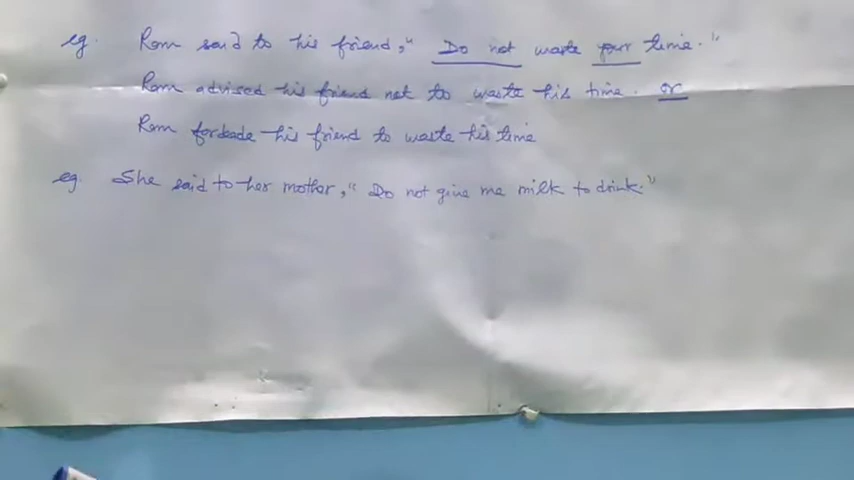 eg. Ram said to his friend, "Do not waste your time."
Ram advised his friend not to waste his time. or
Ram forbade his friend to waste his time
eg. She said to her mother, "Do not give me milk to drink."